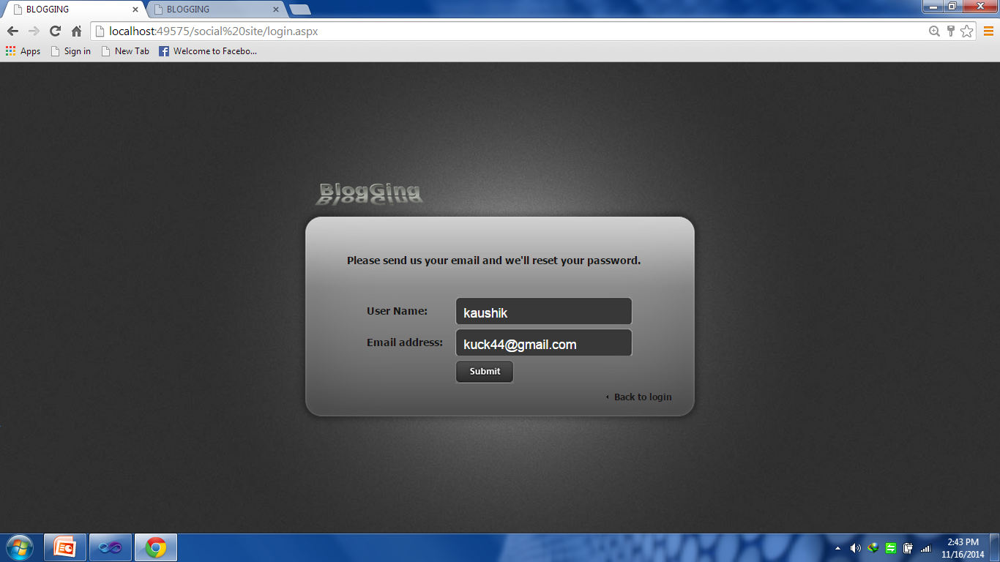 BLOGGING
BLOGGING
localhost:49575/social%20site/login.aspx
Apps Sign in New Tab Welcome to Facebo...
BlogGing
Please send us your email and we'll reset your password.
User Name: kaushik
Email address: kuck44@gmail.com
Submit
Back to login
2:43 PM
11/16/2014